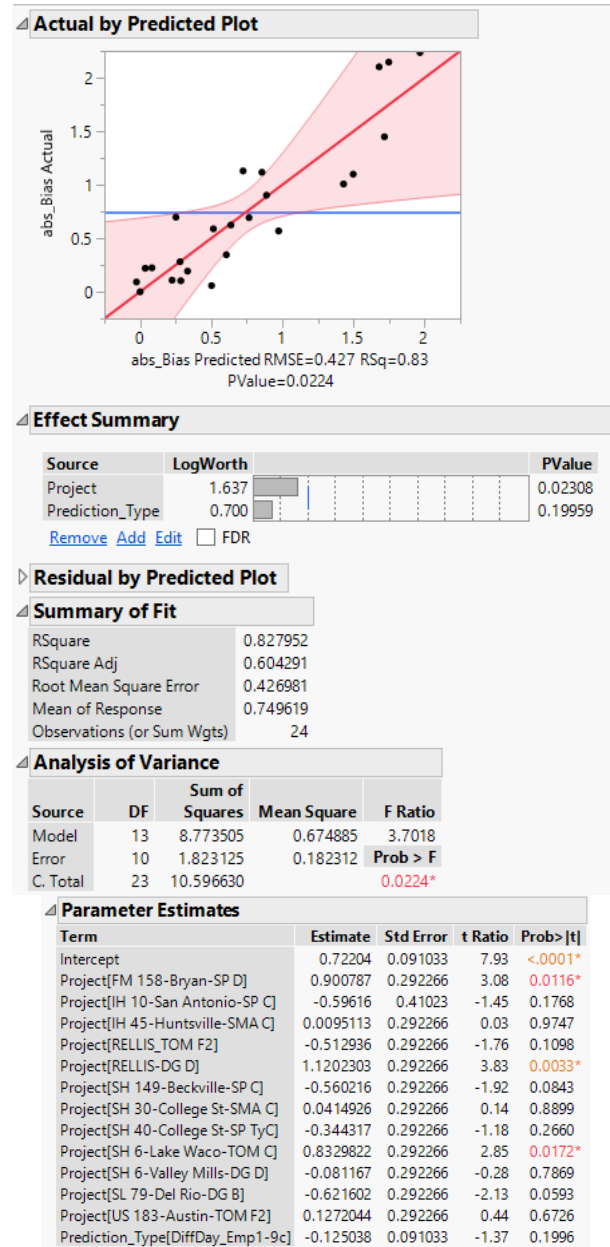 Actual by Predicted Plot
2
1.5
1
0.5
0
abs_Bias Actual
0 0.5 1 1.5 2
abs_Bias Predicted RMSE=0.427 RSq=0.83
PValue=0.0224
Effect Summary
Source LogWorth PValue
Project 1.637 0.02308
Prediction_Type 0.700 0.19959
Remove Add Edit FDR
Residual by Predicted Plot
Summary of Fit
RSquare 0.827952
RSquare Adj 0.604291
Root Mean Square Error 0.426981
Mean of Response 0.749619
Observations (or Sum Wgts) 24
Analysis of Variance
Sum of
Source DF Squares Mean Square F Ratio
Model 13 8.773505 0.674885 3.7018
Error 10 1.823125 0.182312 Prob > F
C. Total 23 10.596630 0.0224*
Parameter Estimates
Term Estimate Std Error t Ratio Prob>|t|
Intercept 0.72204 0.091033 7.93 <.0001*
Project[FM 158-Bryan-SP D] 0.900787 0.292266 3.08 0.0116*
Project[IH 10-San Antonio-SP C] -0.59616 0.41023 -1.45 0.1768
Project[IH 45-Huntsville-SMA C] 0.0095113 0.292266 0.03 0.9747
Project[RELLIS_TOM F2] -0.512936 0.292266 -1.76 0.1098
Project[RELLIS-DG D] 1.1202303 0.292266 3.83 0.0033*
Project[SH 149-Beckville-SP C] -0.560216 0.292266 -1.92 0.0843
Project[SH 30-College St-SMA C] 0.0414926 0.292266 0.14 0.8899
Project[SH 40-College St-SP TyC] -0.344317 0.292266 -1.18 0.2660
Project[SH 6-Lake Waco-TOM C] 0.8329822 0.292266 2.85 0.0172*
Project[SH 6-Valley Mills-DG D] -0.081167 0.292266 -0.28 0.7869
Project[SL 79-Del Rio-DG B] -0.621602 0.292266 -2.13 0.0593
Project[US 183-Austin-TOM F2] 0.1272044 0.292266 0.44 0.6726
Prediction_Type[DiffDay_Emp1-9c] -0.125038 0.091033 -1.37 0.1996